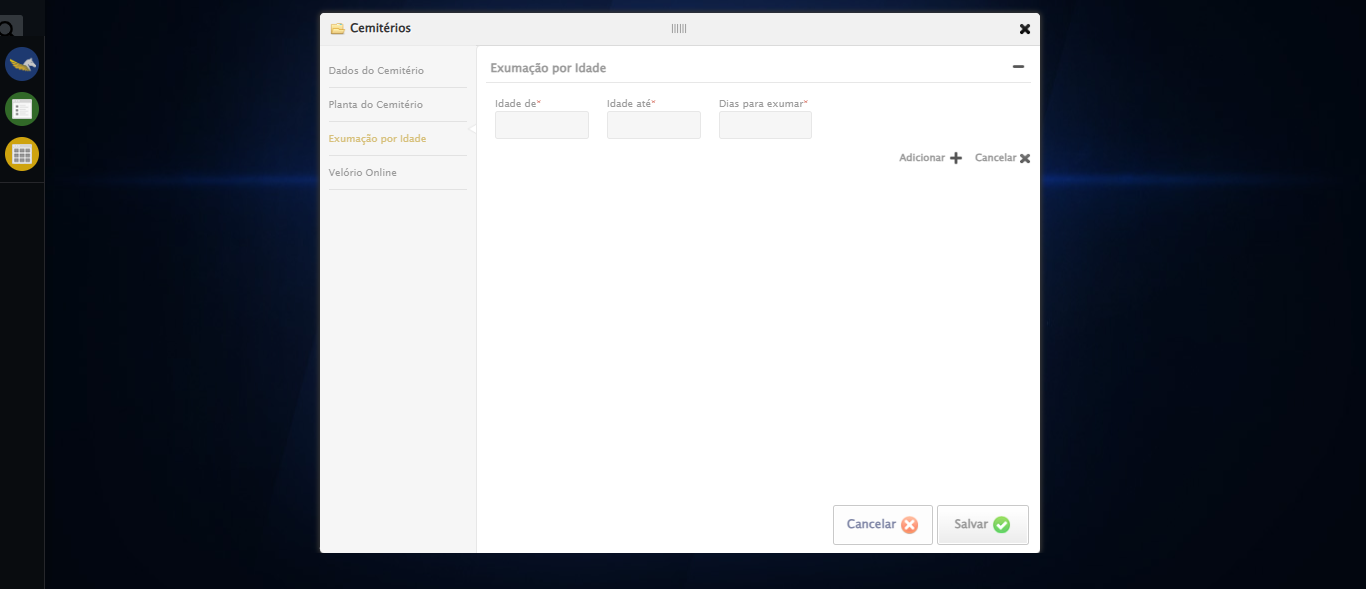 Cemitérios
Dados do Cemitério
Planta do Cemitério
Exumação por Idade
Velório Online
Exumação por Idade
Idade de* Idade até* Dias para exumar*
Adicionar Cancelar
Cancelar Salvar